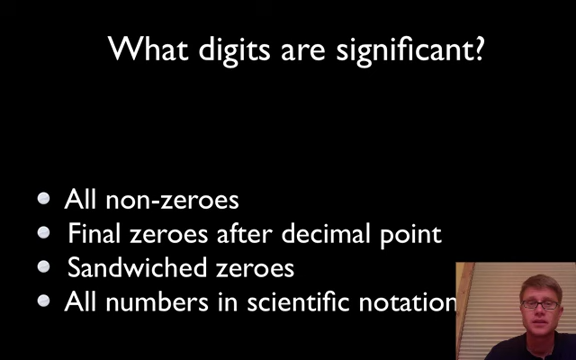 What digits are significant?
All non-zeroes
Final zeroes after decimal point
Sandwiched zeroes
All numbers in scientific notation